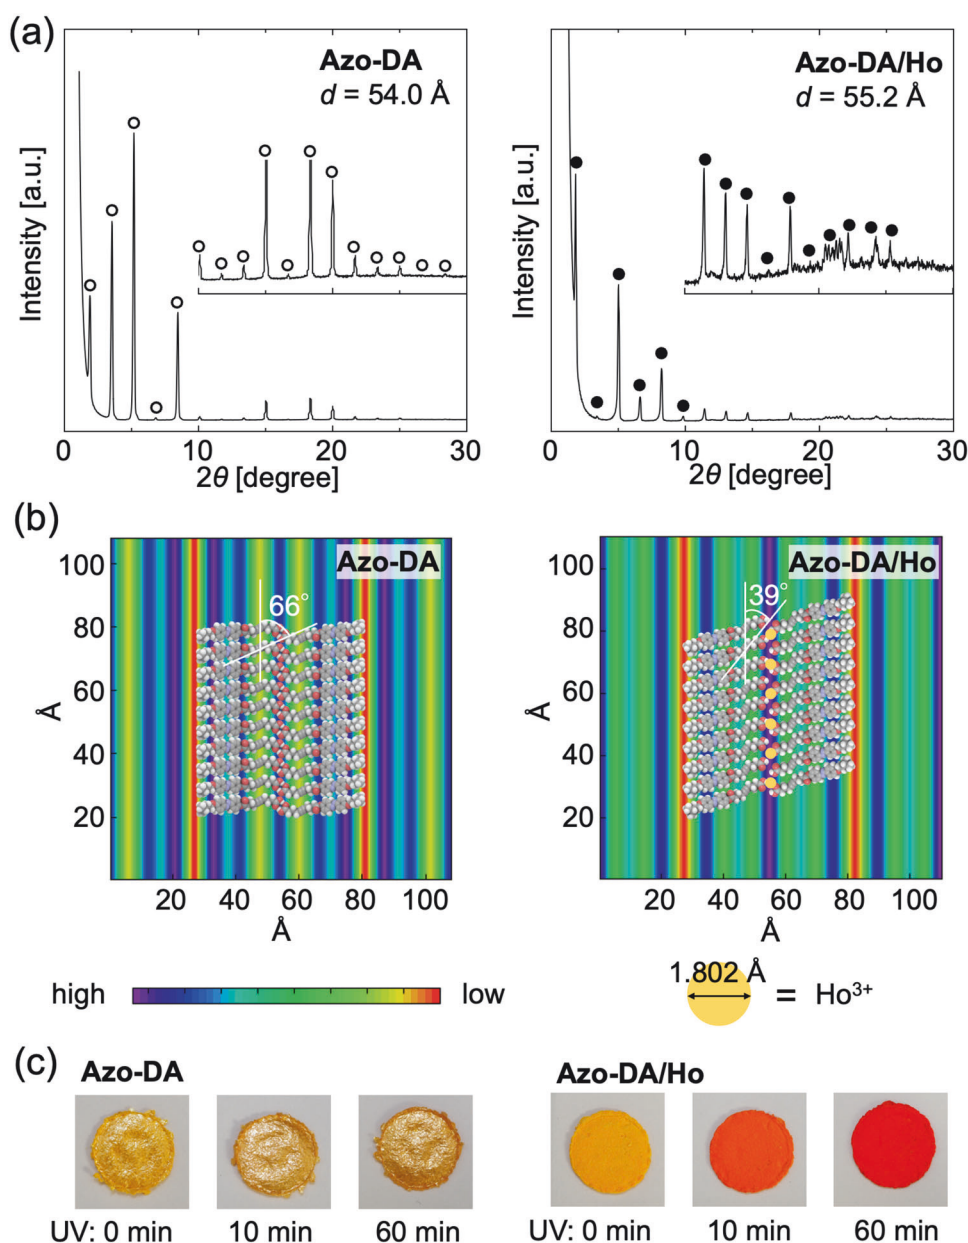 (a)
Azo-DA
d = 54.0 Å
Intensity [a.u.]
0 10 20 30
2θ [degree]
Azo-DA/Ho
d = 55.2 Å
Intensity [a.u.]
0 10 20 30
2θ [degree]
(b)
Azo-DA
66°
100
80
60
40
20
Å
20 40 60 80 100
Å
Azo-DA/Ho
39°
100
80
60
40
20
Å
20 40 60 80 100
Å
high low
1.802 Å
= Ho³⁺
(c)
Azo-DA
UV: 0 min 10 min 60 min
Azo-DA/Ho
UV: 0 min 10 min 60 min